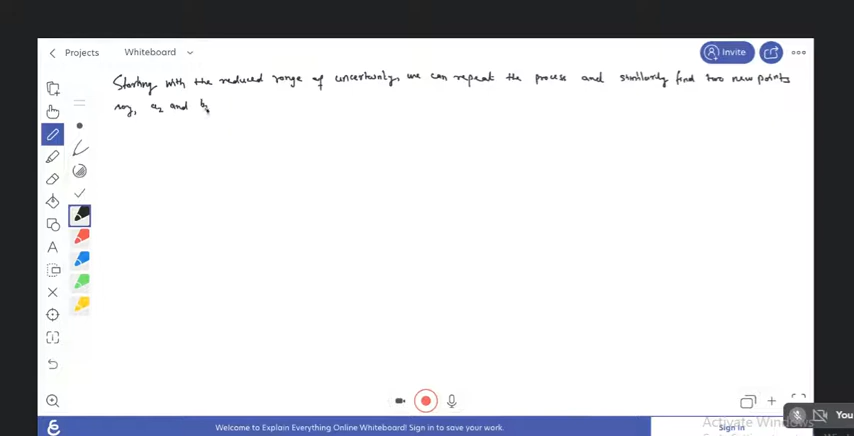 Projects Whiteboard Invite
Starting with the reduced range of uncertainty, we can repeat the process and similarly find two new points
say, a₂ and b₂
Welcome to Explain Everything Online Whiteboard! Sign in to save your work.
Sign in
Activate Windows
You